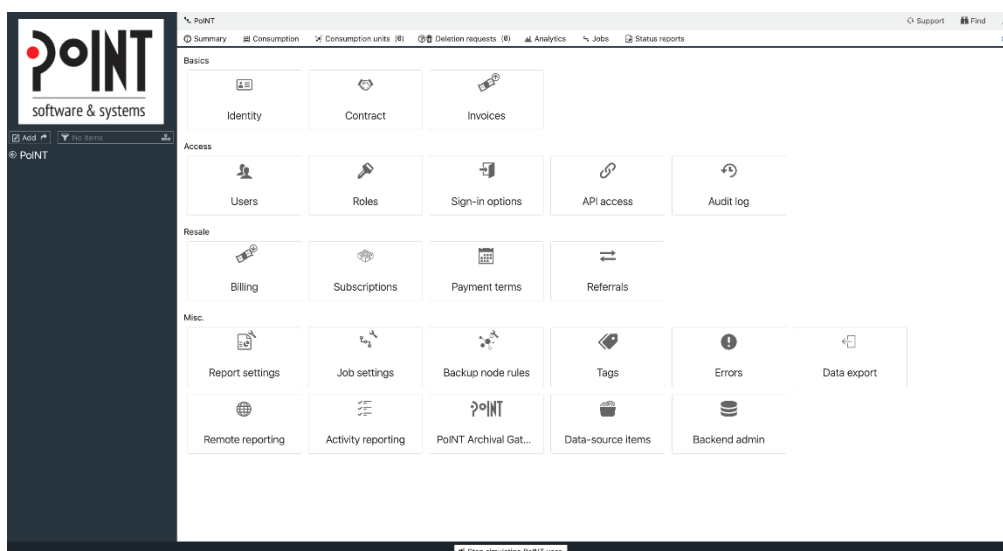 PoINT
software & systems
Add
No items
PoINT
PoINT
Support
Find
Summary
Consumption
Consumption units (0)
Deletion requests (0)
Analytics
Jobs
Status reports
Basics
Identity
Contract
Invoices
Access
Users
Roles
Sign-in options
API access
Audit log
Resale
Billing
Subscriptions
Payment terms
Referrals
Misc.
Report settings
Job settings
Backup node rules
Tags
Errors
Data export
PoINT
Remote reporting
Activity reporting
PoINT Archival Gat...
Data-source items
Backend admin
Stop simulating PoINT user